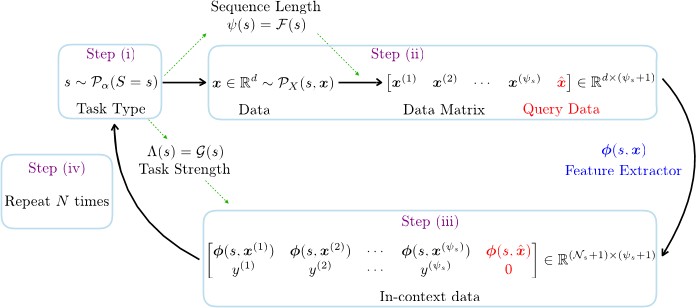 Sequence Length
ψ(s) = 𝓕(s)
Step (i)
s ∼ 𝒫_α(S = s)
Task Type
Step (ii)
x ∈ ℝ^d ∼ 𝒫_X(s, x)
[x^(1) x^(2) ⋯ x^(ψ_s) x̂] ∈ ℝ^{d×(ψ_s+1)}
Data
Data Matrix
Query Data
Λ(s) = 𝒢(s)
Task Strength
ϕ(s, x)
Feature Extractor
Step (iv)
Repeat N times
Step (iii)
[ϕ(s, x^(1)) ϕ(s, x^(2)) ⋯ ϕ(s, x^(ψ_s)) ϕ(s, x̂)
y^(1) y^(2) ⋯ y^(ψ_s) 0] ∈ ℝ^{(𝒩_s+1)×(ψ_s+1)}
In-context data